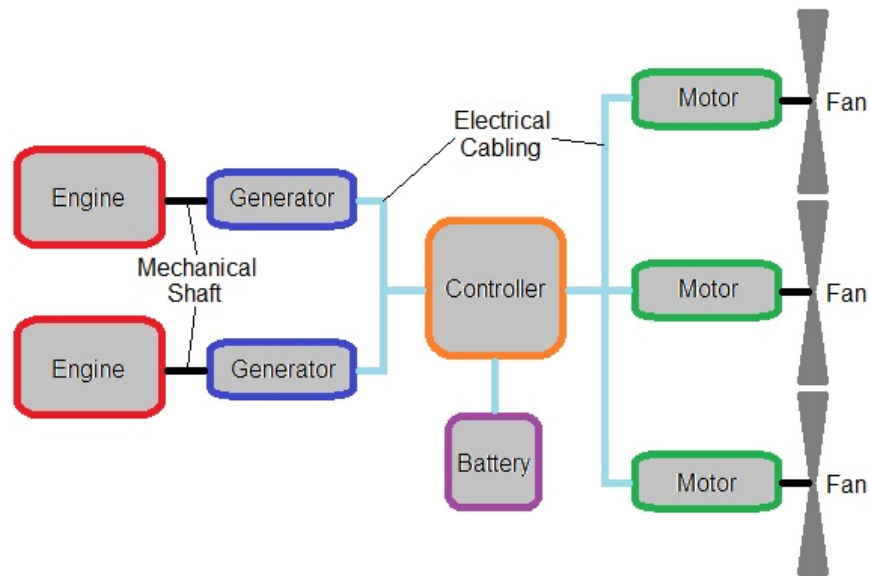 Motor
Fan
Electrical
Cabling
Engine
Generator
Mechanical
Shaft
Controller
Motor
Fan
Engine
Generator
Battery
Motor
Fan